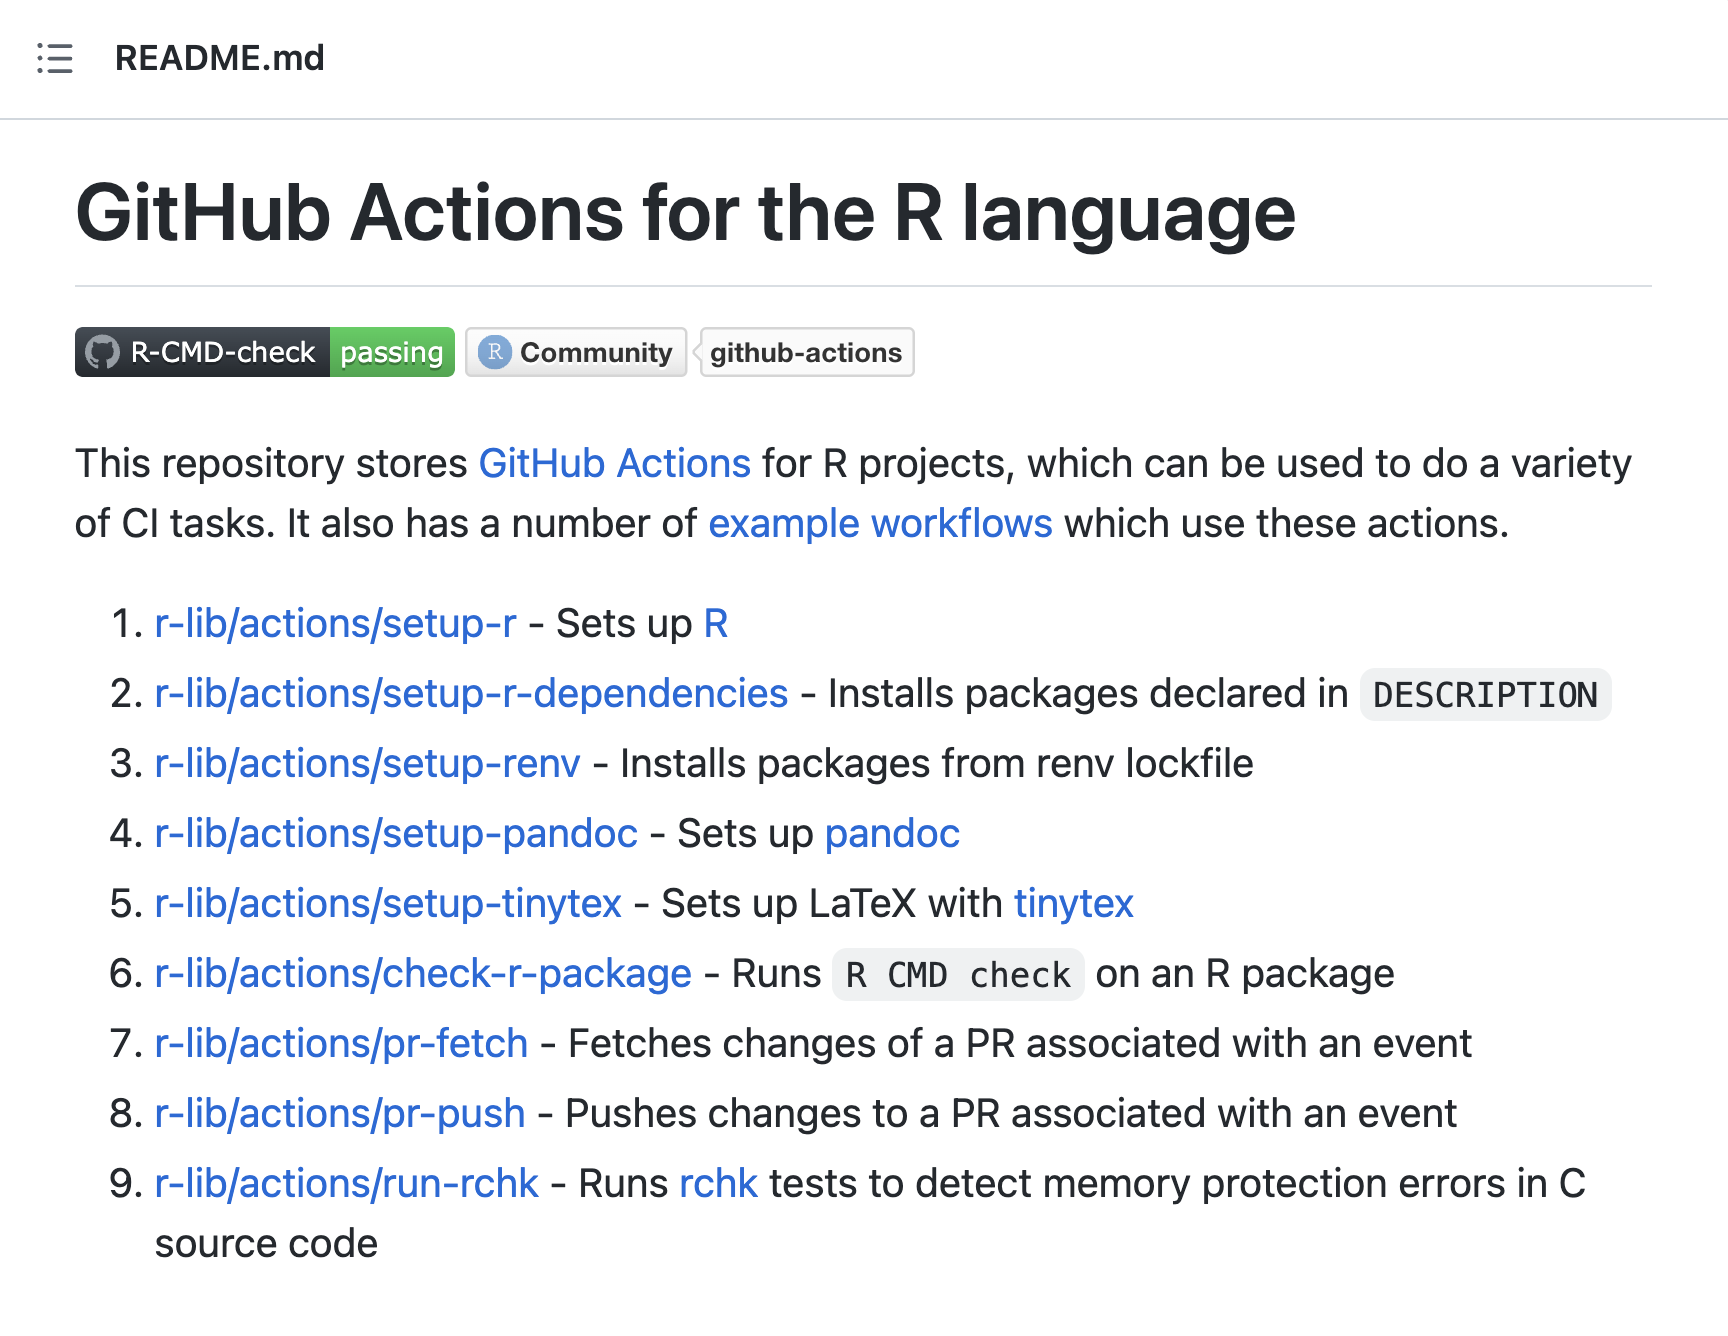 README.md
GitHub Actions for the R language
R-CMD-check passing R Community github-actions
This repository stores GitHub Actions for R projects, which can be used to do a variety
of CI tasks. It also has a number of example workflows which use these actions.
1. r-lib/actions/setup-r - Sets up R
2. r-lib/actions/setup-r-dependencies - Installs packages declared in DESCRIPTION
3. r-lib/actions/setup-renv - Installs packages from renv lockfile
4. r-lib/actions/setup-pandoc - Sets up pandoc
5. r-lib/actions/setup-tinytex - Sets up LaTeX with tinytex
6. r-lib/actions/check-r-package - Runs R CMD check on an R package
7. r-lib/actions/pr-fetch - Fetches changes of a PR associated with an event
8. r-lib/actions/pr-push - Pushes changes to a PR associated with an event
9. r-lib/actions/run-rchk - Runs rchk tests to detect memory protection errors in C
source code